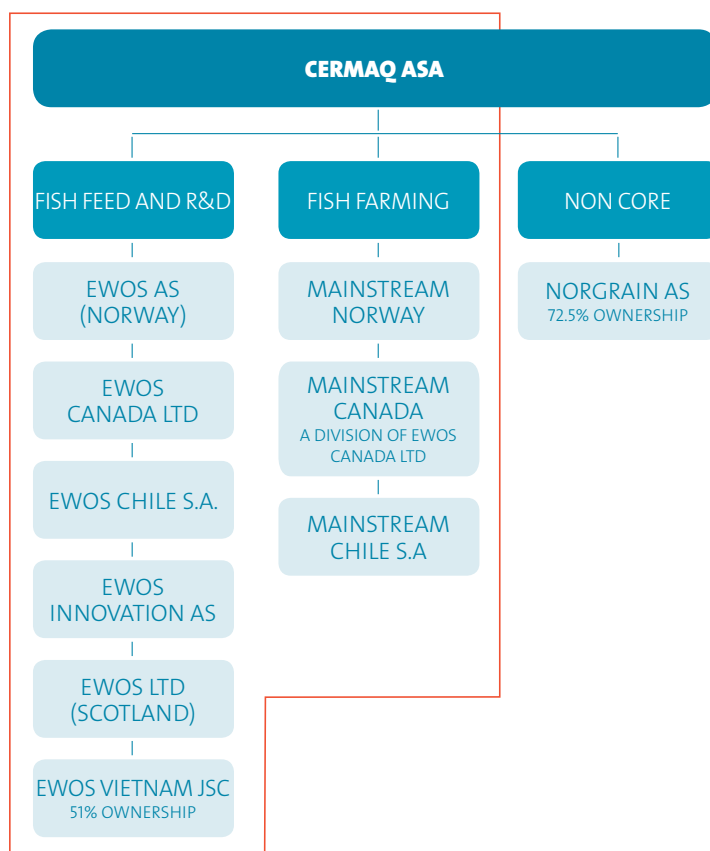 CERMAQ ASA
FISH FEED AND R&D
EWOS AS
(NORWAY)
EWOS
CANADA LTD
EWOS CHILE S.A.
EWOS
INNOVATION AS
EWOS LTD
(SCOTLAND)
EWOS VIETNAM JSC
51% OWNERSHIP
FISH FARMING
MAINSTREAM
NORWAY
MAINSTREAM
CANADA
A DIVISION OF EWOS
CANADA LTD
MAINSTREAM
CHILE S.A
NON CORE
NORGRAIN AS
72.5% OWNERSHIP